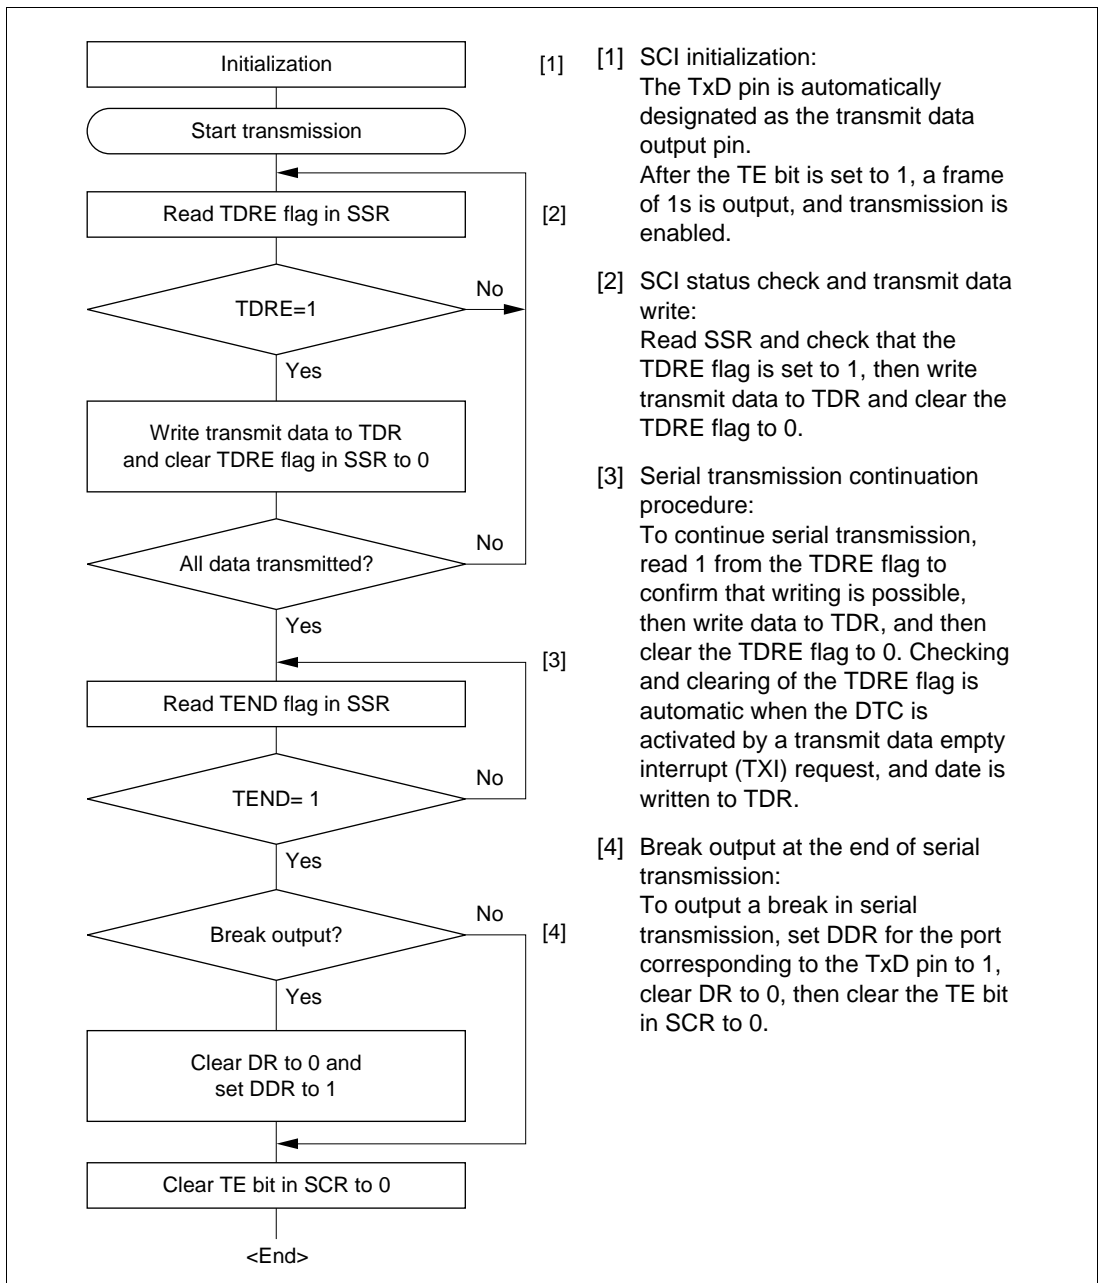 Initialization
[1]
Start transmission
Read TDRE flag in SSR
[2]
TDRE=1
No
Yes
Write transmit data to TDR
and clear TDRE flag in SSR to 0
All data transmitted?
No
Yes
[3]
Read TEND flag in SSR
TEND= 1
No
Yes
Break output?
No
[4]
Yes
Clear DR to 0 and
set DDR to 1
Clear TE bit in SCR to 0
<End>
[1] SCI initialization:
The TxD pin is automatically
designated as the transmit data
output pin.
After the TE bit is set to 1, a frame
of 1s is output, and transmission is
enabled.
[2] SCI status check and transmit data
write:
Read SSR and check that the
TDRE flag is set to 1, then write
transmit data to TDR and clear the
TDRE flag to 0.
[3] Serial transmission continuation
procedure:
To continue serial transmission,
read 1 from the TDRE flag to
confirm that writing is possible,
then write data to TDR, and then
clear the TDRE flag to 0. Checking
and clearing of the TDRE flag is
automatic when the DTC is
activated by a transmit data empty
interrupt (TXI) request, and date is
written to TDR.
[4] Break output at the end of serial
transmission:
To output a break in serial
transmission, set DDR for the port
corresponding to the TxD pin to 1,
clear DR to 0, then clear the TE bit
in SCR to 0.